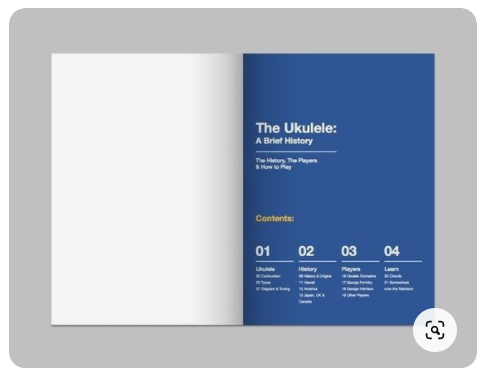 The Ukulele:
A Brief History
The History, The Players
& How to Play
Contents:
01
02
03
04
Ukulele
02 Contruction
05 Types
07 Diagram & Tuning
History
09 History & Origins
11 Hawaii
13 America
15 Japan, UK &
Canada
Players
16 Ukulele Orchestra
17 George Formby
18 George Harrison
19 Other Players
Learn
20 Chords
21 Somewhere
over the Rainbow